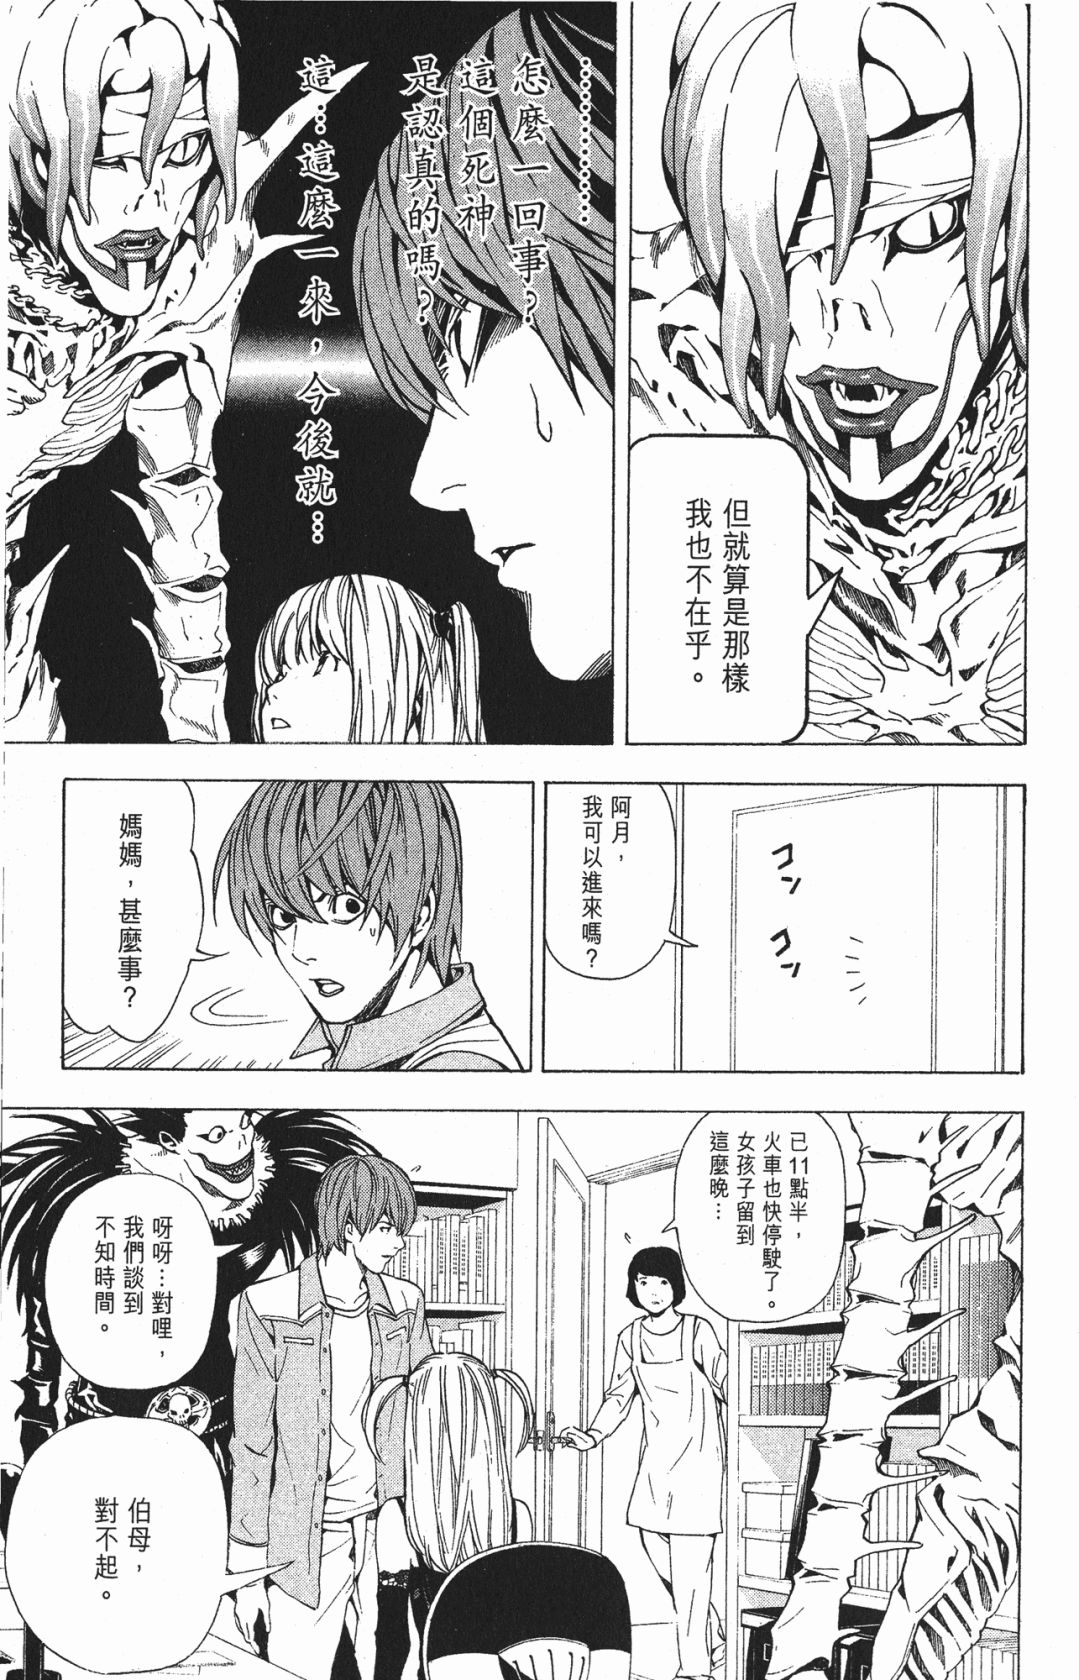 但就算是那樣
我也不在乎。
……………
怎麼一回事？
這個死神
是認真的嗎？
這…這麼一來，今後就…
コン
コン
阿月，
我可以進來嗎？
媽媽，甚麼事？
已11點半，
火車也快停駛了。
女孩子留到
這麼晚…
呀呀…對哩，
我們談到
不知時間。
伯母，
對不起。